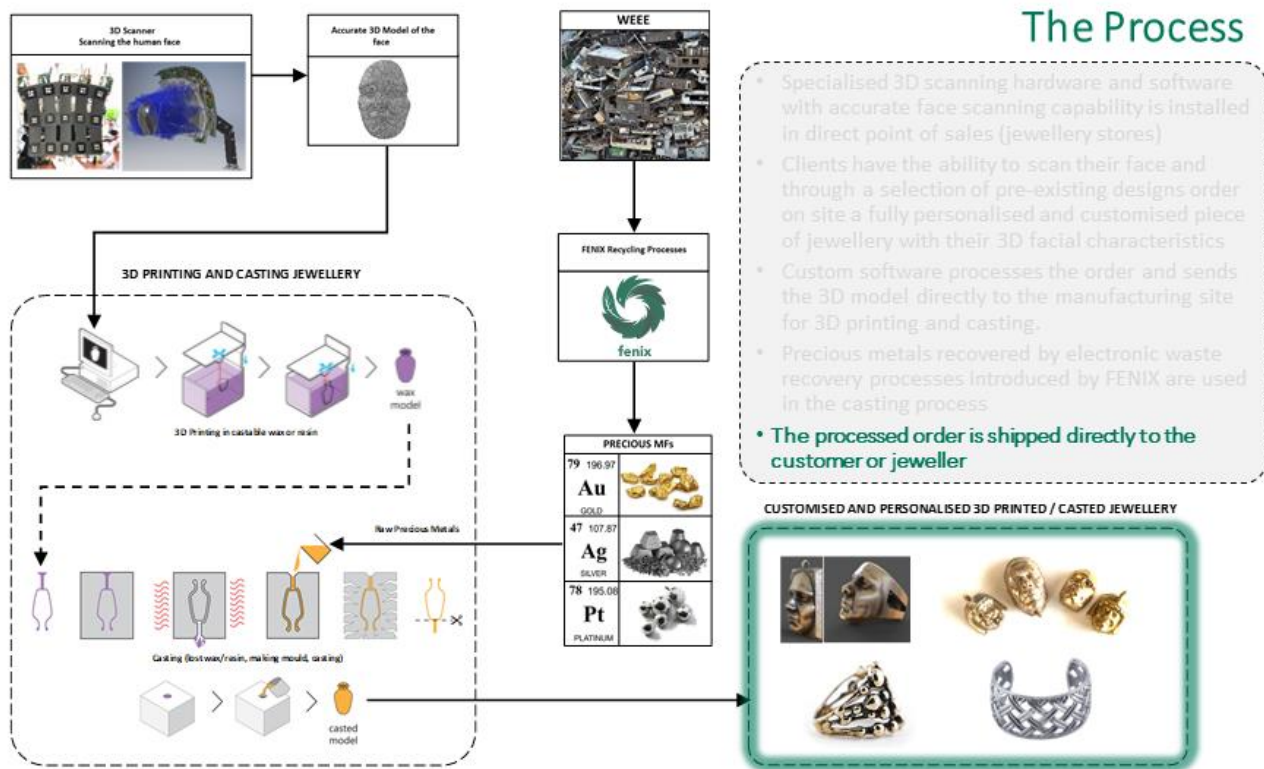 The Process
3D Scanner
Scanning the human face
Accurate 3D Model of the
face
WEEE
• Specialised 3D scanning hardware and software
with accurate face scanning capability is installed
in direct point of sales (jewellery stores)
• Clients have the ability to scan their face and
through a selection of pre-existing designs order
on site a fully personalised and customised piece
of jewellery with their 3D facial characteristics
• Custom software processes the order and sends
the 3D model directly to the manufacturing site
for 3D printing and casting.
• Precious metals recovered by electronic waste
recovery processes introduced by FENIX are used
in the casting process
• The processed order is shipped directly to the
customer or jeweller
FENIX Recycling Processes
fenix
3D PRINTING AND CASTING JEWELLERY
wax
model
3D Printing in castable wax or resin
PRECIOUS MFs
79 196.97
Au
GOLD
47 107.87
Ag
SILVER
78 195.08
Pt
PLATINUM
Raw Precious Metals
Casting (lost wax/resin, making mould, casting)
casted
model
CUSTOMISED AND PERSONALISED 3D PRINTED / CASTED JEWELLERY